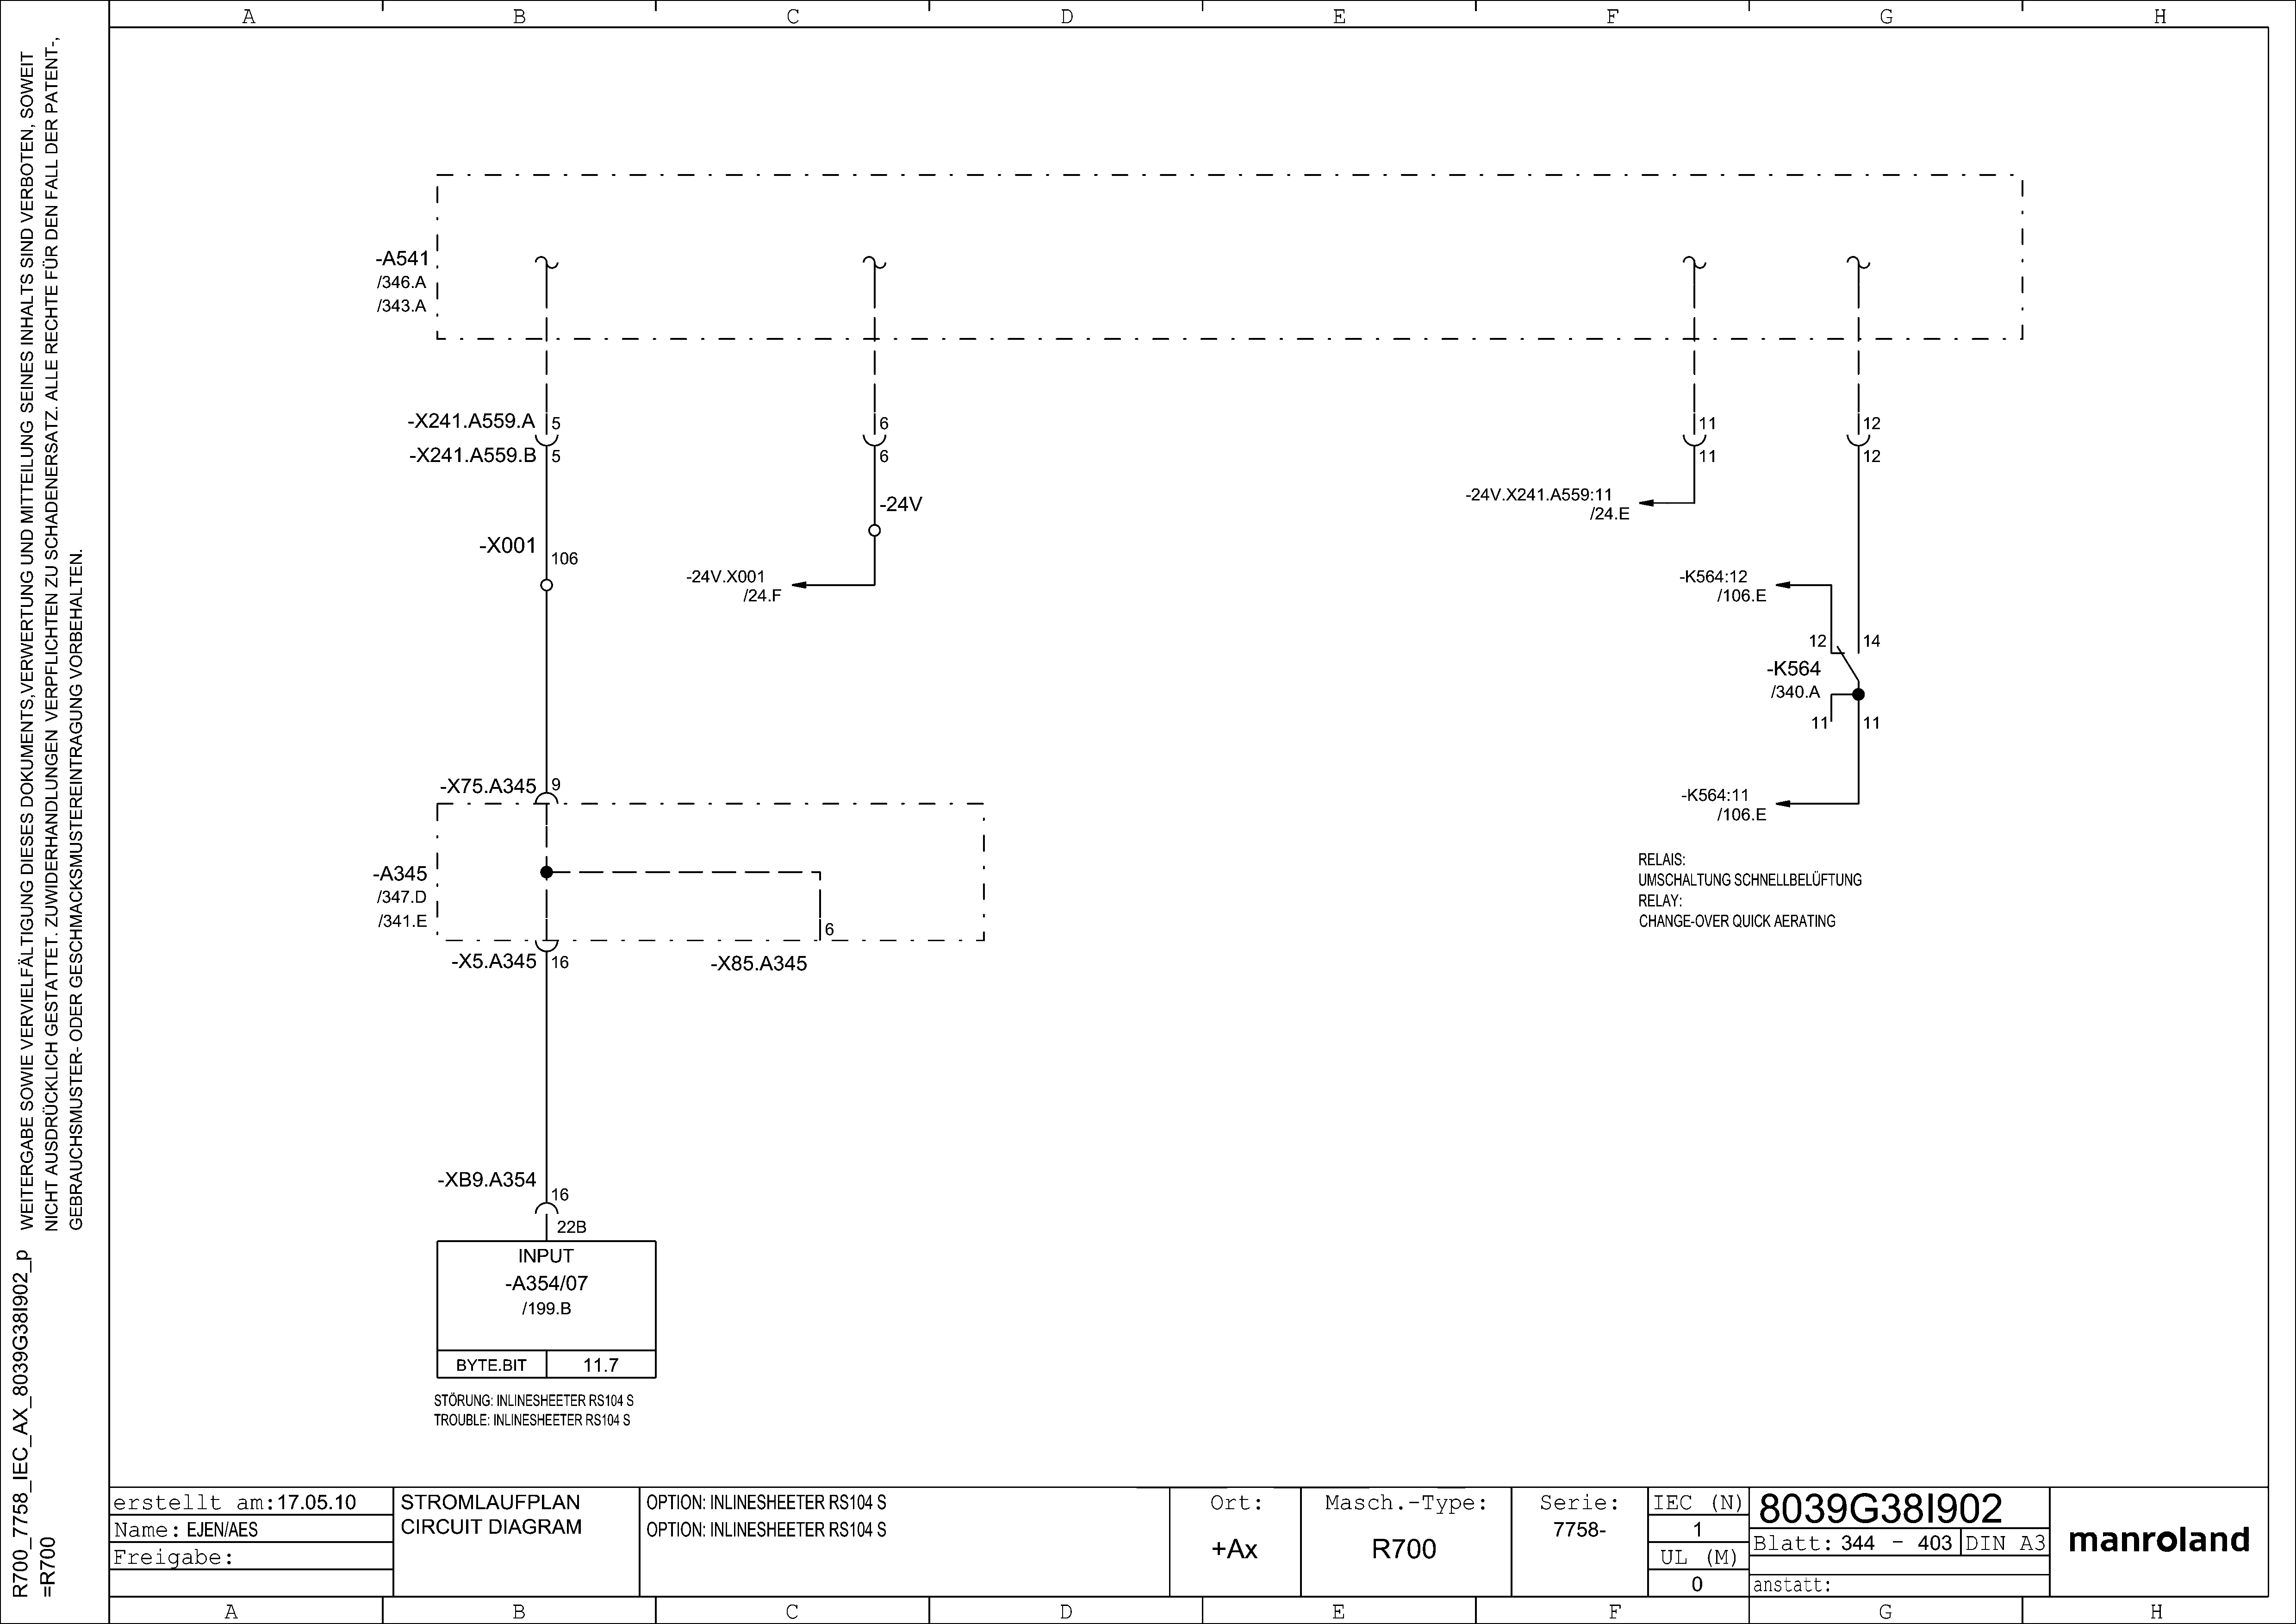 A B C D E F G H
WEITERGABE SOWIE VERVIELFÄLTIGUNG DIESES DOKUMENTS,VERWERTUNG UND MITTEILUNG SEINES INHALTS SIND VERBOTEN, SOWEIT
NICHT AUSDRÜCKLICH GESTATTET. ZUWIDERHANDLUNGEN VERPFLICHTEN ZU SCHADENERSATZ. ALLE RECHTE FÜR DEN FALL DER PATENT-,
GEBRAUCHSMUSTER- ODER GESCHMACKSMUSTEREINTRAGUNG VORBEHALTEN.
R700_7758_IEC_AX_8039G38I902_p
=R700
-A541
/346.A
/343.A
-X241.A559.A 5 6 11 12
-X241.A559.B 5 6 11 12
-24V
-24V.X241.A559:11
/24.E
-X001 106
-24V.X001
/24.F
-K564:12
/106.E
12 14
-K564
/340.A
11 11
-X75.A345 9
-K564:11
/106.E
RELAIS:
UMSCHALTUNG SCHNELLBELÜFTUNG
RELAY:
CHANGE-OVER QUICK AERATING
-A345
/347.D
/341.E
6
-X5.A345 16
-X85.A345
-XB9.A354 16
22B
INPUT
-A354/07
/199.B
BYTE.BIT 11.7
STÖRUNG: INLINESHEETER RS104 S
TROUBLE: INLINESHEETER RS104 S
erstellt am:17.05.10
Name: EJEN/AES
Freigabe:
STROMLAUFPLAN
CIRCUIT DIAGRAM
OPTION: INLINESHEETER RS104 S
OPTION: INLINESHEETER RS104 S
Ort:
+Ax
Masch.-Type:
R700
Serie:
7758-
IEC (N)
1
UL (M)
0
8039G38I902
Blatt: 344 - 403 DIN A3
anstatt:
manroland
A B C D E F G H